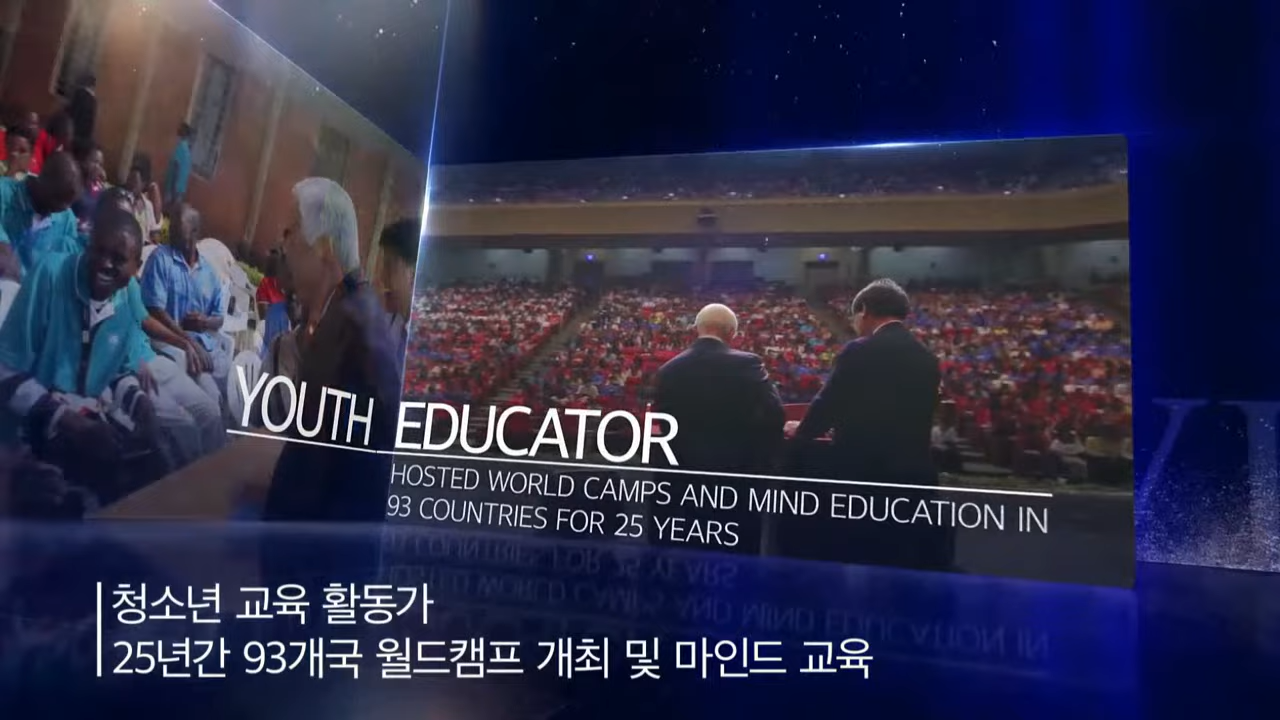 YOUTH EDUCATOR
HOSTED WORLD CAMPS AND MIND EDUCATION IN
93 COUNTRIES FOR 25 YEARS
청소년 교육 활동가
25년간 93개국 월드캠프 개최 및 마인드 교육